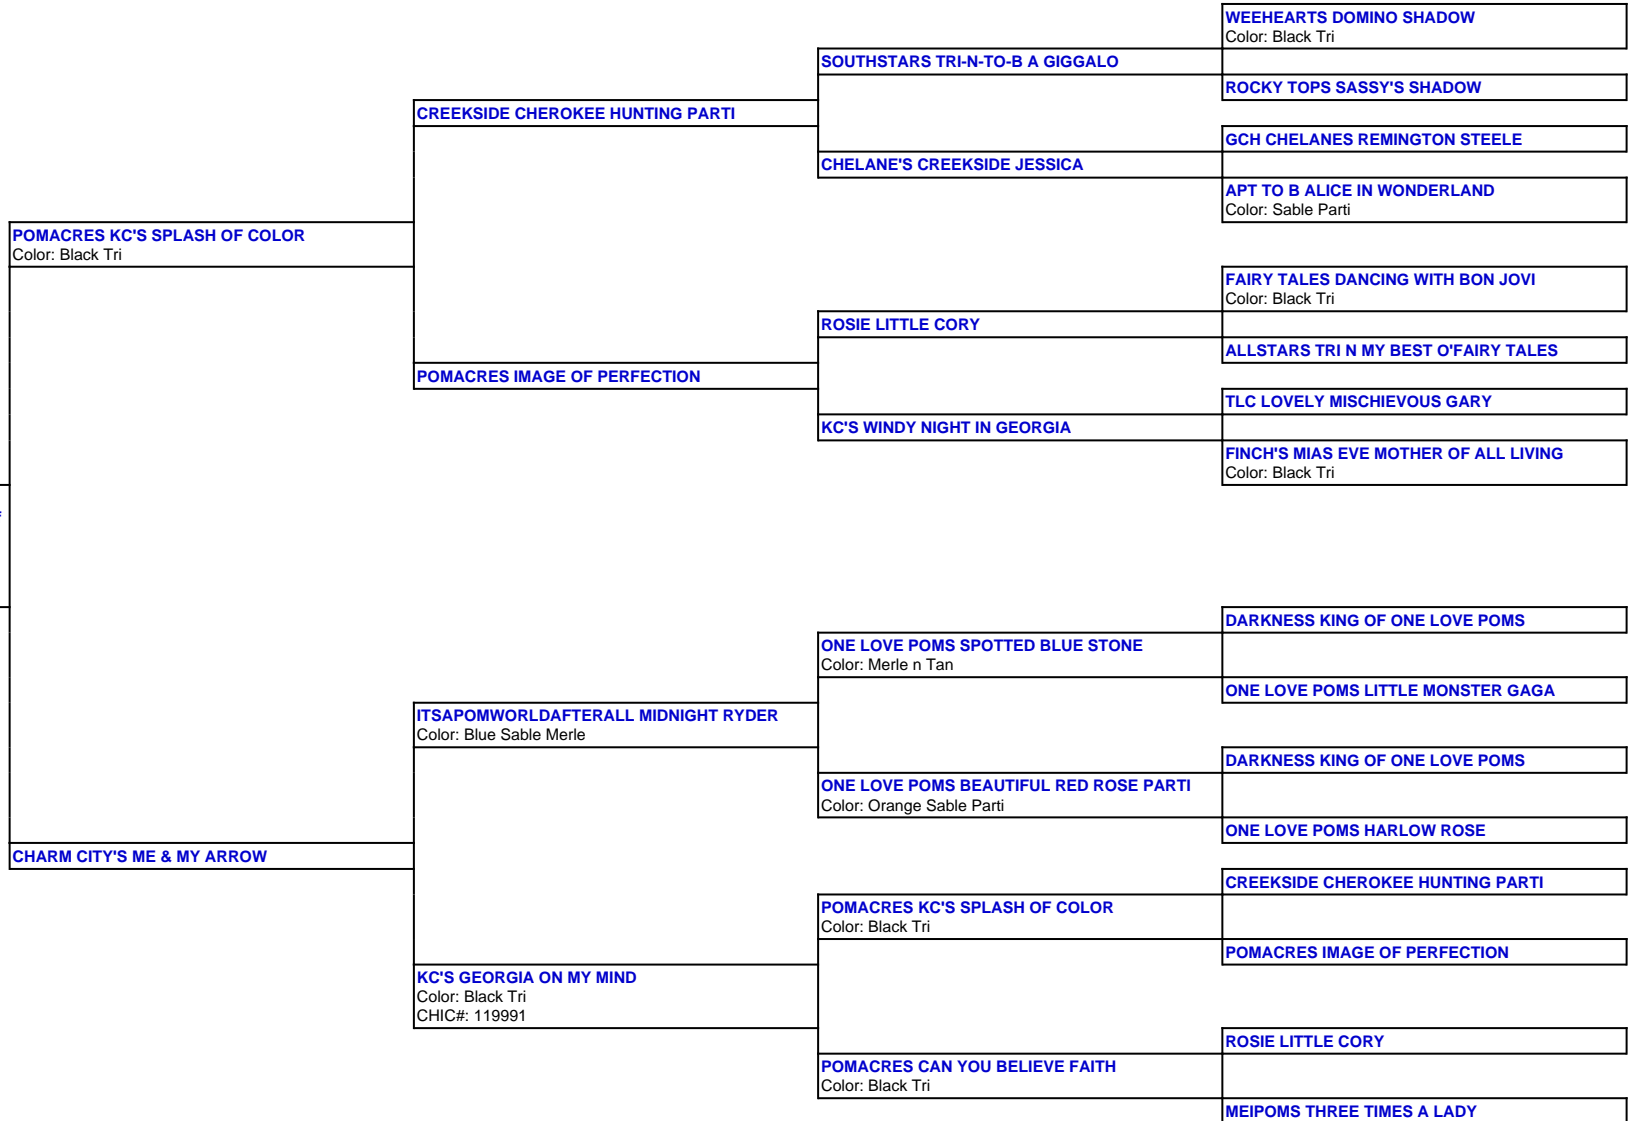 WEEHEARTS DOMINO SHADOW
Color: Black Tri
SOUTHSTARS TRI-N-TO-B A GIGGALO
ROCKY TOPS SASSY'S SHADOW
CREEKSIDE CHEROKEE HUNTING PARTI
GCH CHELANES REMINGTON STEELE
CHELANE'S CREEKSIDE JESSICA
APT TO B ALICE IN WONDERLAND
Color: Sable Parti
POMACRES KC'S SPLASH OF COLOR
Color: Black Tri
FAIRY TALES DANCING WITH BON JOVI
Color: Black Tri
ROSIE LITTLE CORY
ALLSTARS TRI N MY BEST O'FAIRY TALES
POMACRES IMAGE OF PERFECTION
TLC LOVELY MISCHIEVOUS GARY
KC'S WINDY NIGHT IN GEORGIA
FINCH'S MIAS EVE MOTHER OF ALL LIVING
Color: Black Tri
DARKNESS KING OF ONE LOVE POMS
ONE LOVE POMS SPOTTED BLUE STONE
Color: Merle n Tan
ONE LOVE POMS LITTLE MONSTER GAGA
ITSAPOMWORLDAFTERALL MIDNIGHT RYDER
Color: Blue Sable Merle
DARKNESS KING OF ONE LOVE POMS
ONE LOVE POMS BEAUTIFUL RED ROSE PARTI
Color: Orange Sable Parti
ONE LOVE POMS HARLOW ROSE
CHARM CITY'S ME & MY ARROW
CREEKSIDE CHEROKEE HUNTING PARTI
POMACRES KC'S SPLASH OF COLOR
Color: Black Tri
POMACRES IMAGE OF PERFECTION
KC'S GEORGIA ON MY MIND
Color: Black Tri
CHIC#: 119991
ROSIE LITTLE CORY
POMACRES CAN YOU BELIEVE FAITH
Color: Black Tri
MEIPOMS THREE TIMES A LADY